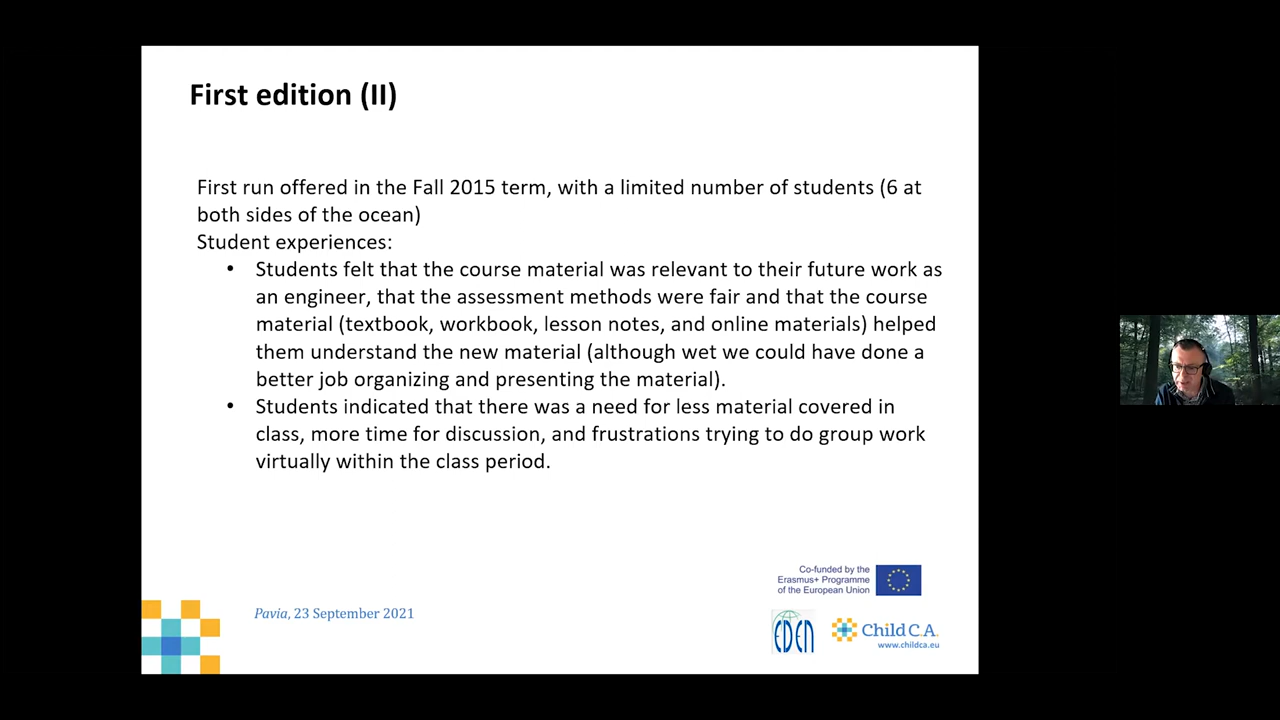 First edition (II)
First run offered in the Fall 2015 term, with a limited number of students (6 at
both sides of the ocean)
Student experiences:
• Students felt that the course material was relevant to their future work as
an engineer, that the assessment methods were fair and that the course
material (textbook, workbook, lesson notes, and online materials) helped
them understand the new material (although wet we could have done a
better job organizing and presenting the material).
• Students indicated that there was a need for less material covered in
class, more time for discussion, and frustrations trying to do group work
virtually within the class period.
Co-funded by the
Erasmus+ Programme
of the European Union
Pavia, 23 September 2021
EDEN
Child C.A.
www.childca.eu